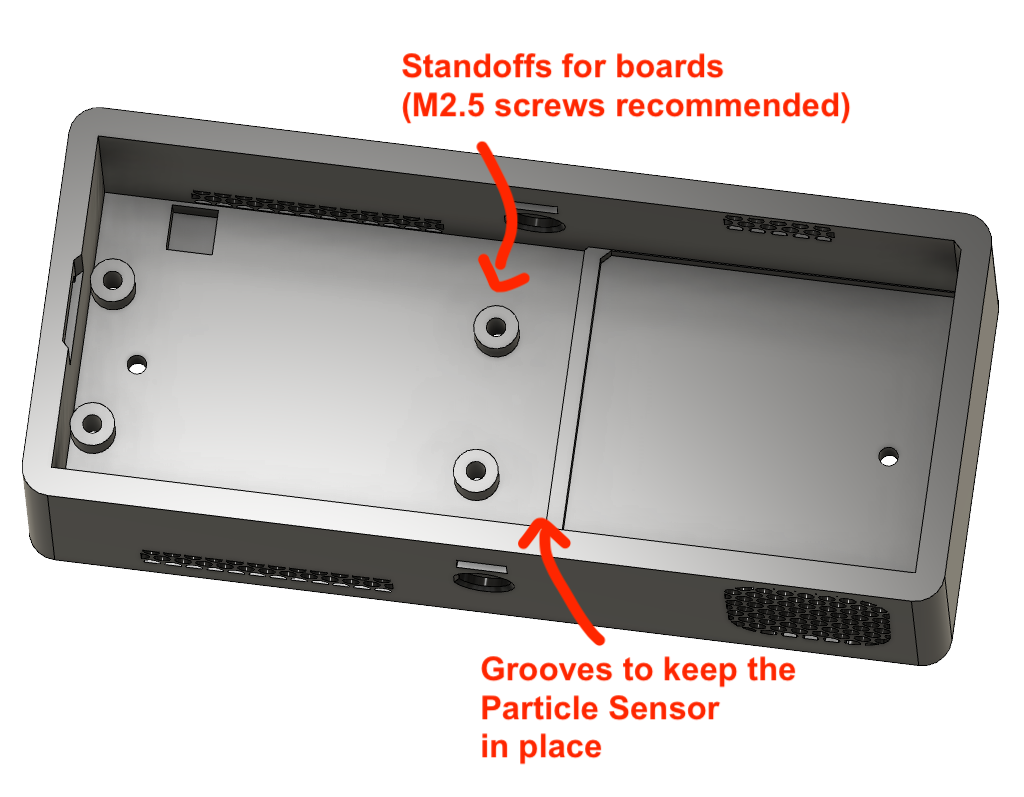 Standoffs for boards
(M2.5 screws recommended)
Grooves to keep the
Particle Sensor
in place